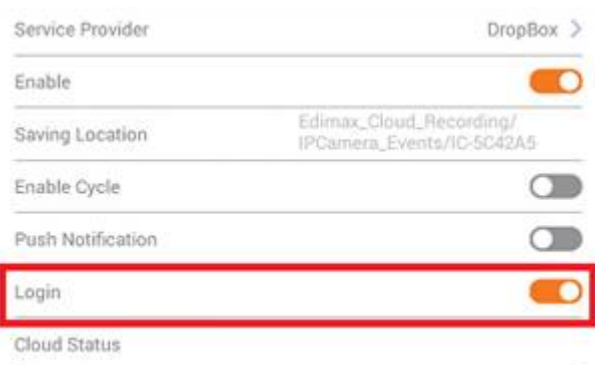 Service Provider DropBox >
Enable
Edimax_Cloud_Recording/
Saving Location
IPCamera_Events/IC-5C42A5
Enable Cycle
Push Notification
Login
Cloud Status